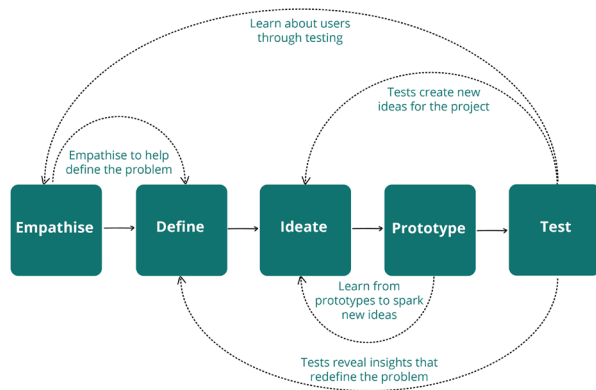 Learn about users
through testing
Tests create new
ideas for the project
Empathise to help
define the problem
Empathise
Define
Ideate
Prototype
Test
Learn from
prototypes to spark
new ideas
Tests reveal insights that
redefine the problem